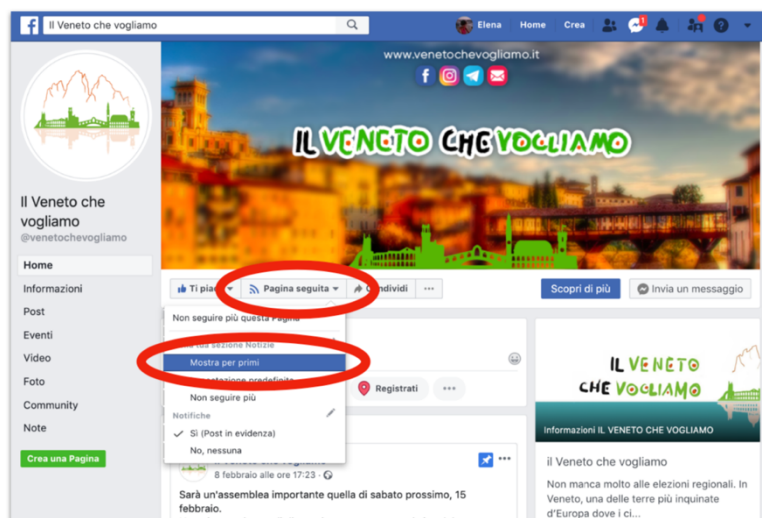 Il Veneto che vogliamo
Elena
Home
Crea
www.venetochevogliamo.it
IL VENETO CHE VOGLIAMO
Il Veneto che
vogliamo
@venetochevogliamo
Home
Informazioni
Post
Eventi
Video
Foto
Community
Note
Crea una Pagina
Ti piace
Pagina seguita
Condividi
Scopri di più
Invia un messaggio
Non seguire più questa Pagina
tua sezione Notizie
Mostra per primi
Impostazione predefinita
Non seguire più
Notifiche
Sì (Post in evidenza)
No, nessuna
Registrati
8 febbraio alle ore 17:23
Sarà un'assemblea importante quella di sabato prossimo, 15
febbraio.
IL VENETO
CHE VOGLIAMO
Informazioni IL VENETO CHE VOGLIAMO
il Veneto che vogliamo
Non manca molto alle elezioni regionali. In
Veneto, una delle terre più inquinate
d'Europa dove i ci...